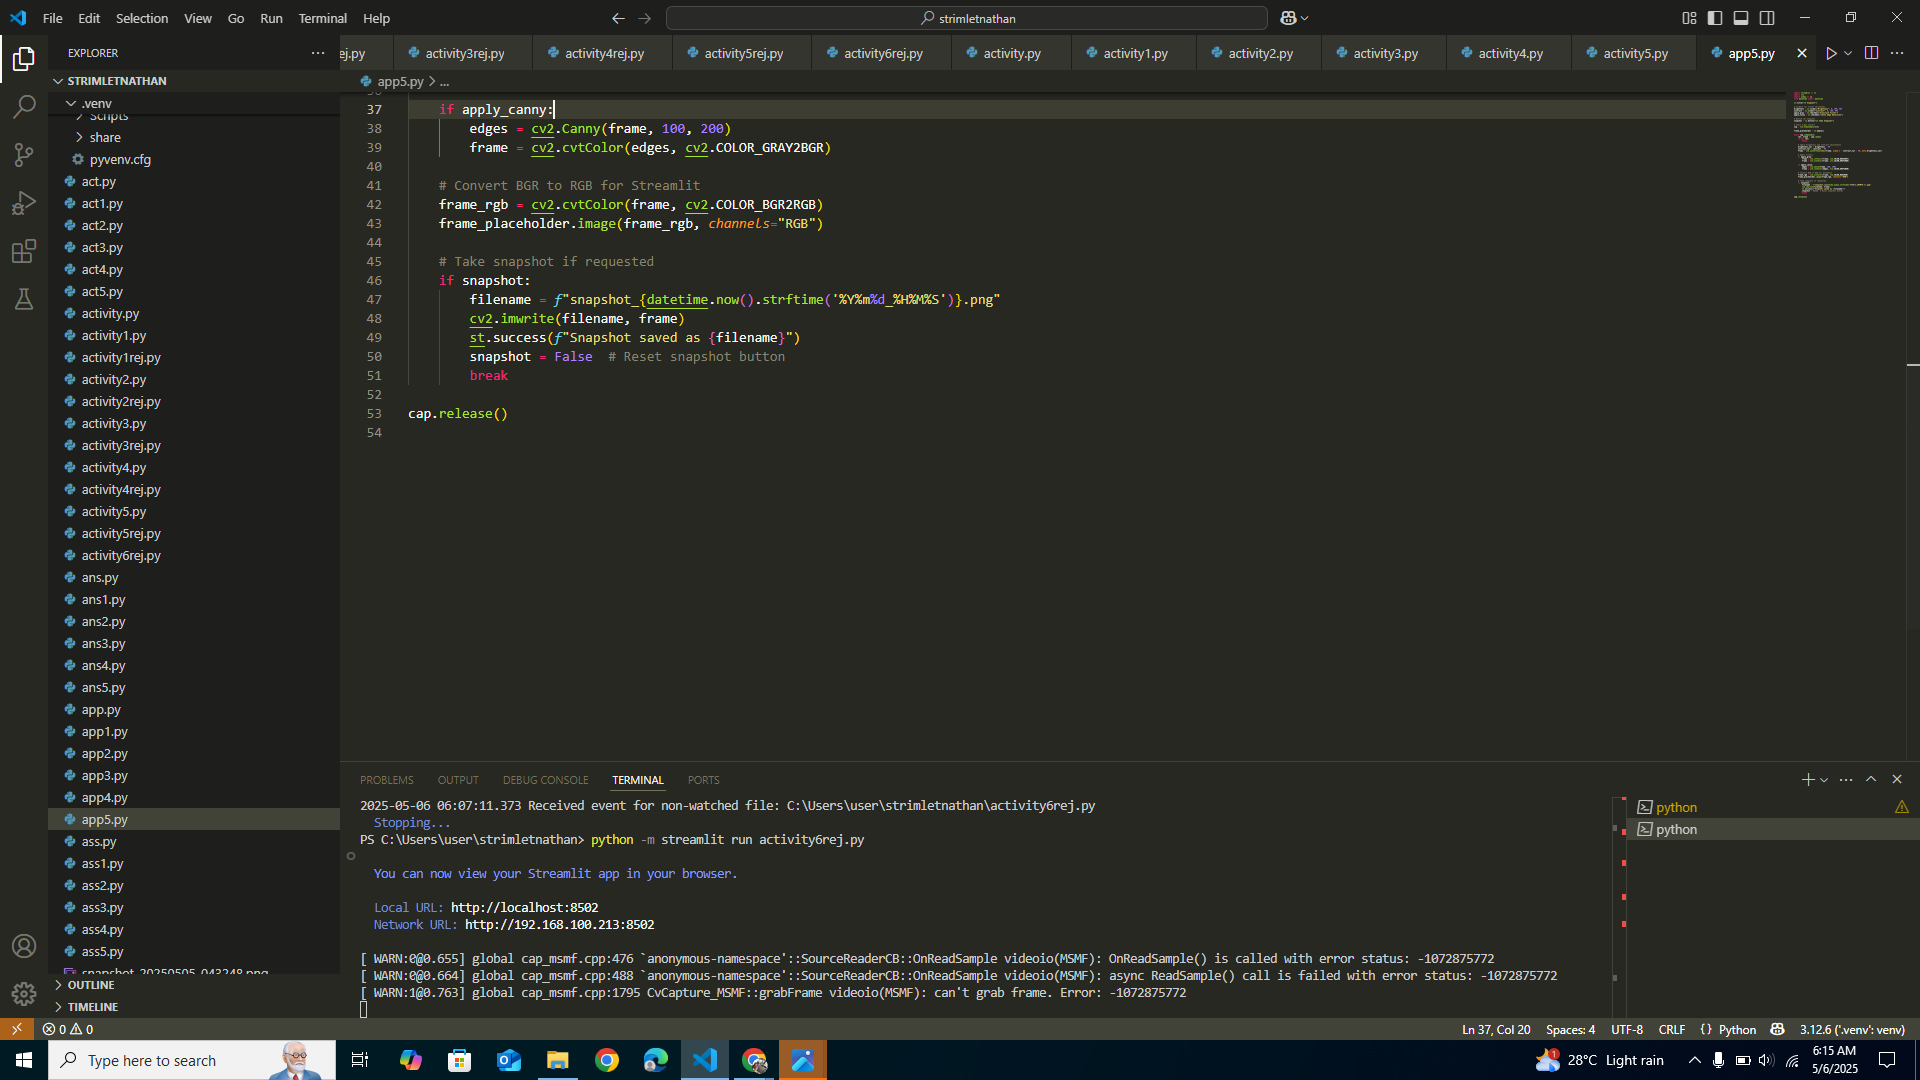 File Edit Selection View Go Run Terminal Help
strimletnathan
EXPLORER
ej.py activity3rej.py activity4rej.py activity5rej.py activity6rej.py activity.py activity1.py activity2.py activity3.py activity4.py activity5.py app5.py
STRIMLETNATHAN
app5.py > ...
.venv
Scripts
share
pyvenv.cfg
act.py
act1.py
act2.py
act3.py
act4.py
act5.py
activity.py
activity1.py
activity1rej.py
activity2.py
activity2rej.py
activity3.py
activity3rej.py
activity4.py
activity4rej.py
activity5.py
activity5rej.py
activity6rej.py
ans.py
ans1.py
ans2.py
ans3.py
ans4.py
ans5.py
app.py
app1.py
app2.py
app3.py
app4.py
app5.py
ass.py
ass1.py
ass2.py
ass3.py
ass4.py
ass5.py
snapshot_20250505_043248.png
OUTLINE
TIMELINE
37 if apply_canny:
38 edges = cv2.Canny(frame, 100, 200)
39 frame = cv2.cvtColor(edges, cv2.COLOR_GRAY2BGR)
40
41 # Convert BGR to RGB for Streamlit
42 frame_rgb = cv2.cvtColor(frame, cv2.COLOR_BGR2RGB)
43 frame_placeholder.image(frame_rgb, channels="RGB")
44
45 # Take snapshot if requested
46 if snapshot:
47 filename = f"snapshot_{datetime.now().strftime('%Y%m%d_%H%M%S')}.png"
48 cv2.imwrite(filename, frame)
49 st.success(f"Snapshot saved as {filename}")
50 snapshot = False # Reset snapshot button
51 break
52
53 cap.release()
54
PROBLEMS OUTPUT DEBUG CONSOLE TERMINAL PORTS
2025-05-06 06:07:11.373 Received event for non-watched file: C:\Users\user\strimletnathan\activity6rej.py
Stopping...
PS C:\Users\user\strimletnathan> python -m streamlit run activity6rej.py
You can now view your Streamlit app in your browser.
Local URL: http://localhost:8502
Network URL: http://192.168.100.213:8502
[ WARN:0@0.655] global cap_msmf.cpp:476 `anonymous-namespace'::SourceReaderCB::OnReadSample videoio(MSMF): OnReadSample() is called with error status: -1072875772
[ WARN:0@0.664] global cap_msmf.cpp:488 `anonymous-namespace'::SourceReaderCB::OnReadSample videoio(MSMF): async ReadSample() call is failed with error status: -1072875772
[ WARN:1@0.763] global cap_msmf.cpp:1795 CvCapture_MSMF::grabFrame videoio(MSMF): can't grab frame. Error: -1072875772
python
python
0 0
Ln 37, Col 20 Spaces: 4 UTF-8 CRLF { } Python 3.12.6 ('.venv': venv)
Type here to search
1
28°C Light rain
6:15 AM
5/6/2025